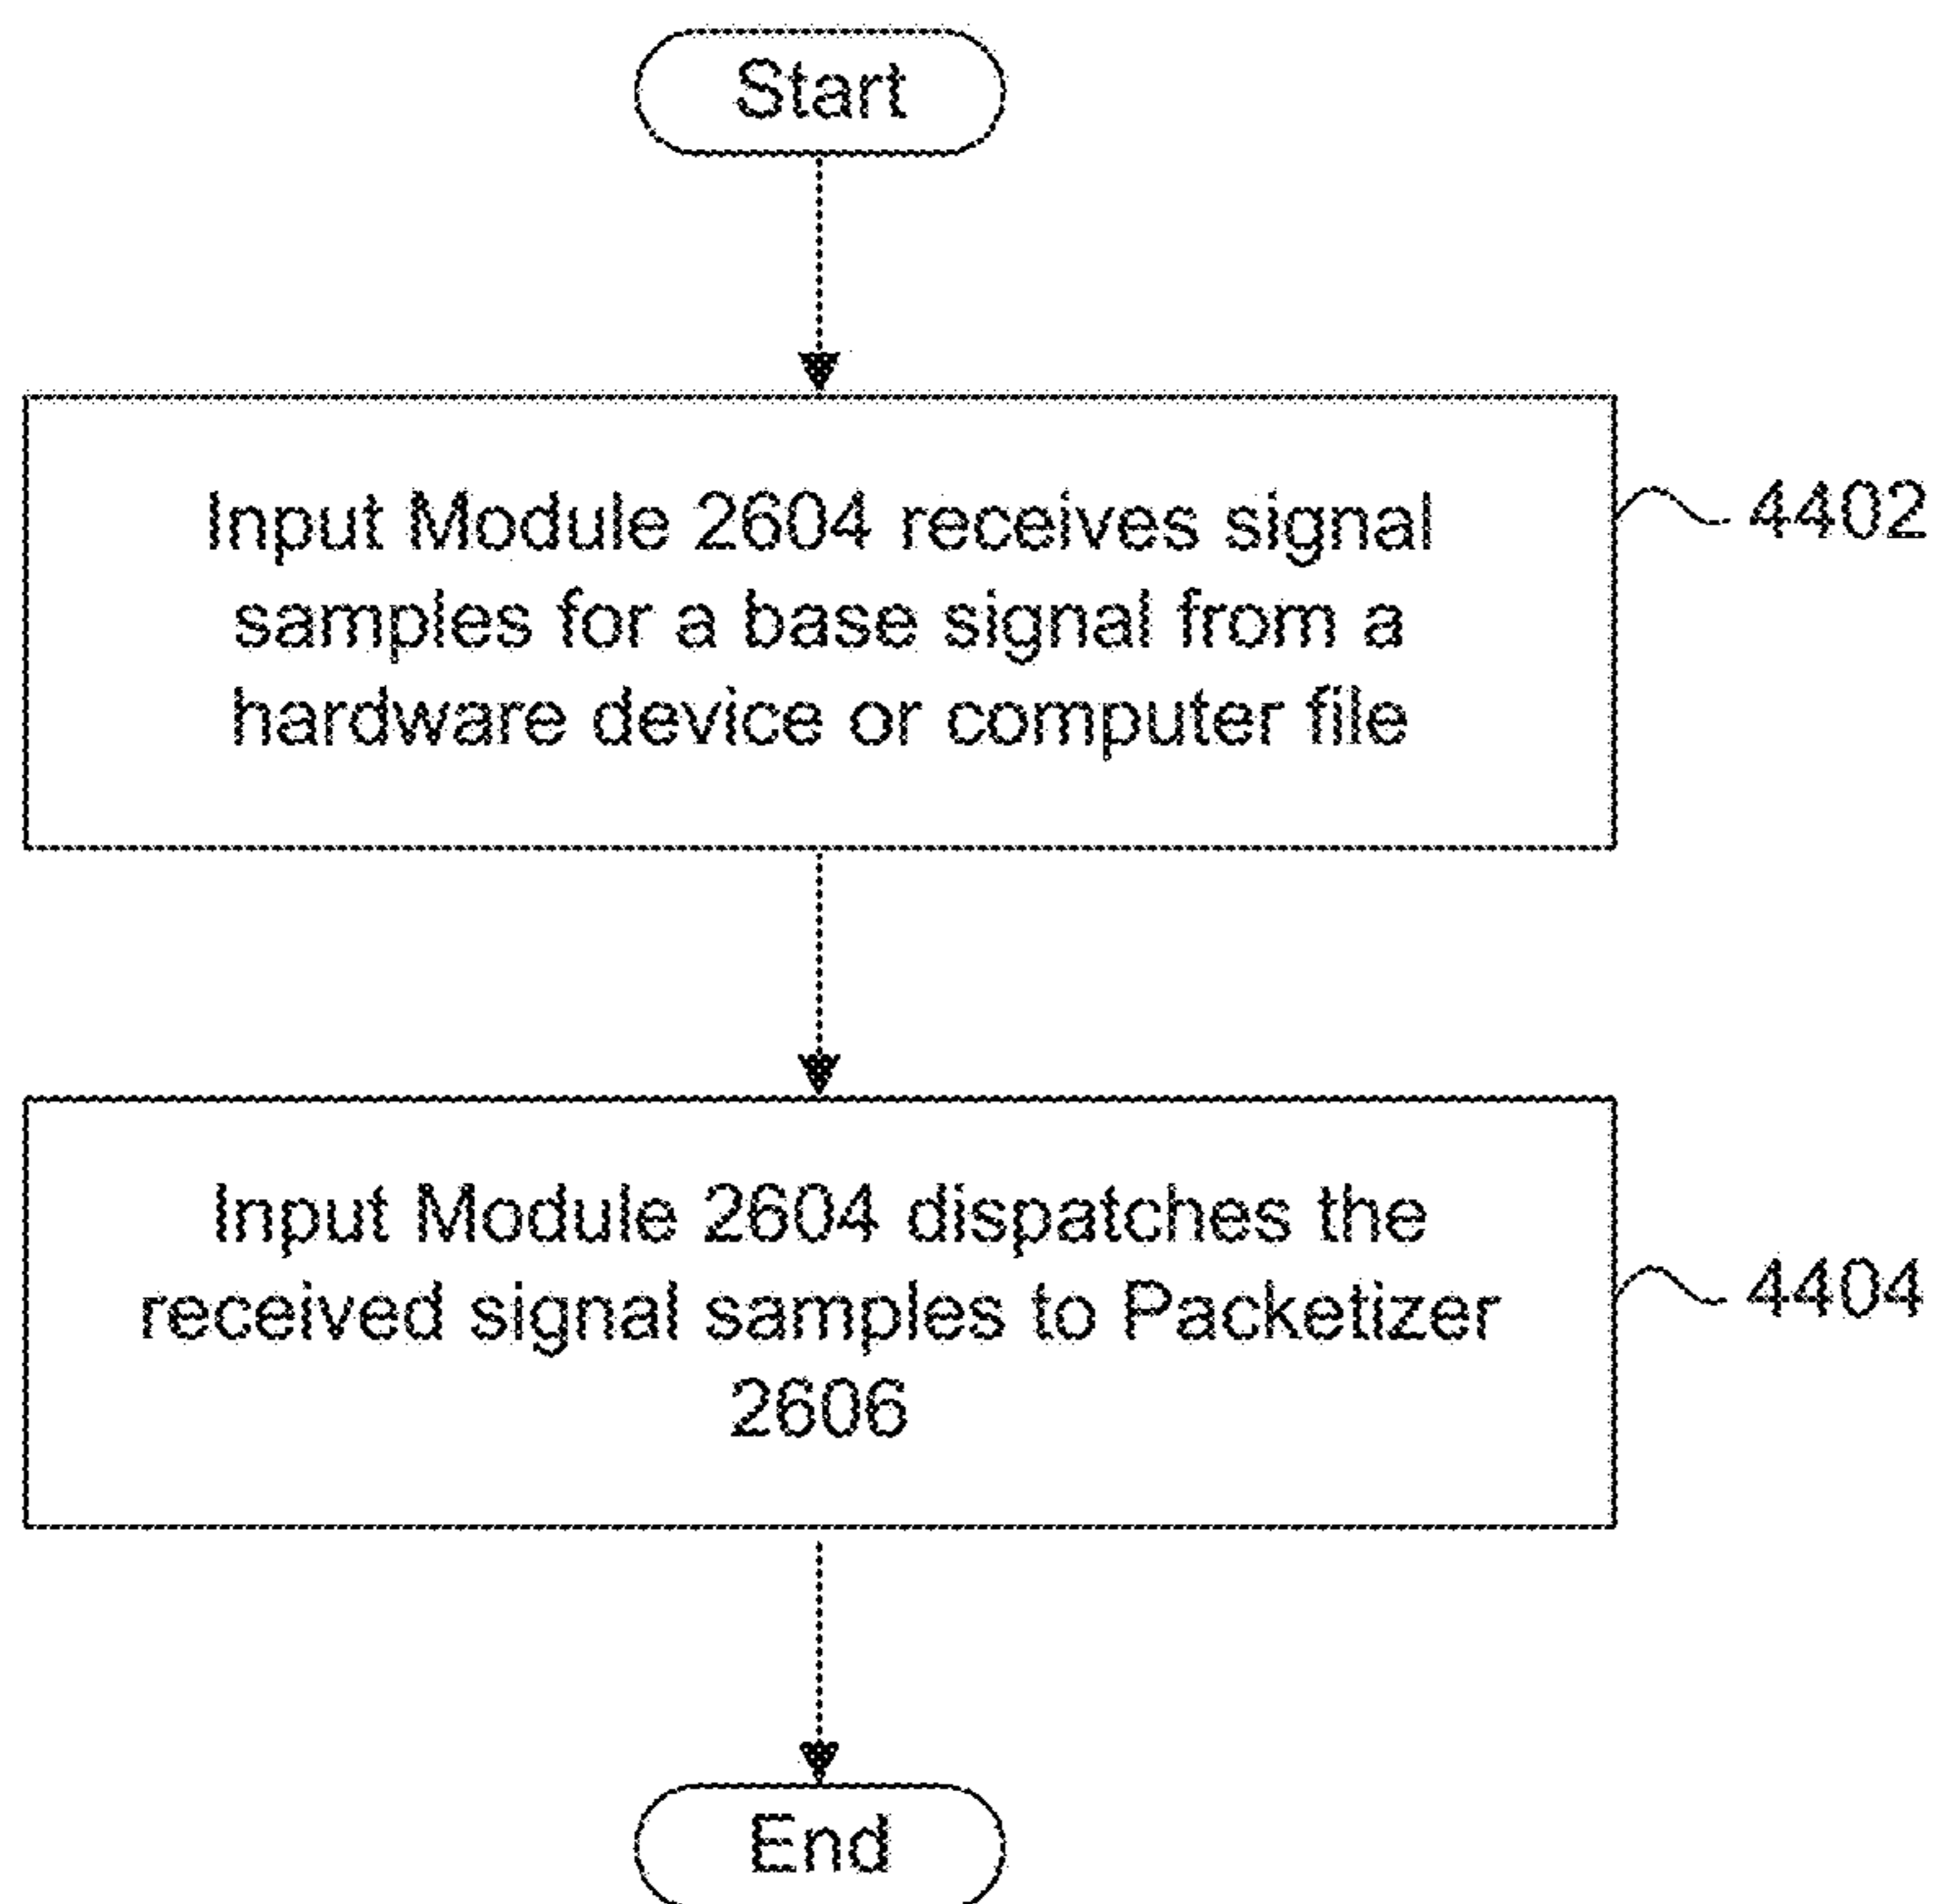 Start
Input Module 2604 receives signal
samples for a base signal from a
hardware device or computer file
4402
Input Module 2604 dispatches the
received signal samples to Packetizer
2606
4404
End